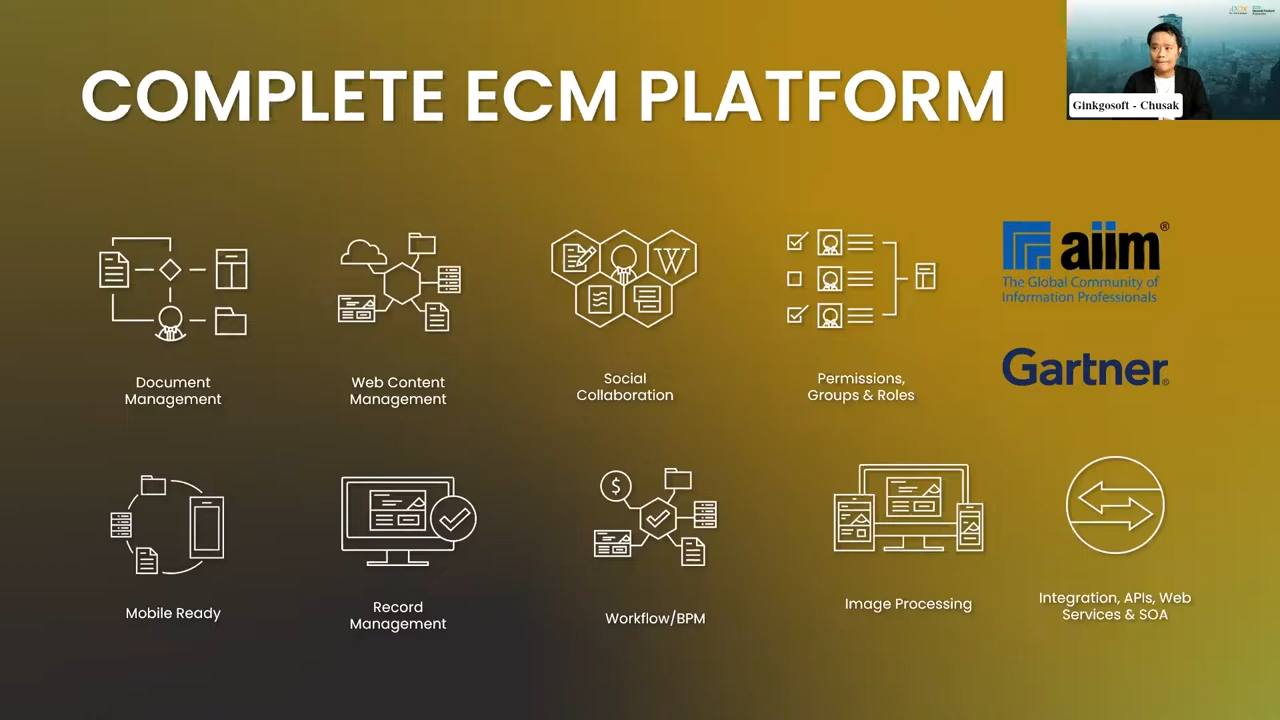 COMPLETE ECM PLATFORM
Ginkgosoft - Chusak
Document
Management
Web Content
Management
W
Social
Collaboration
Permissions,
Groups & Roles
aiim®
The Global Community of
Information Professionals
Gartner®
Mobile Ready
Record
Management
$
Workflow/BPM
Image Processing
Integration, APIs, Web
Services & SOA